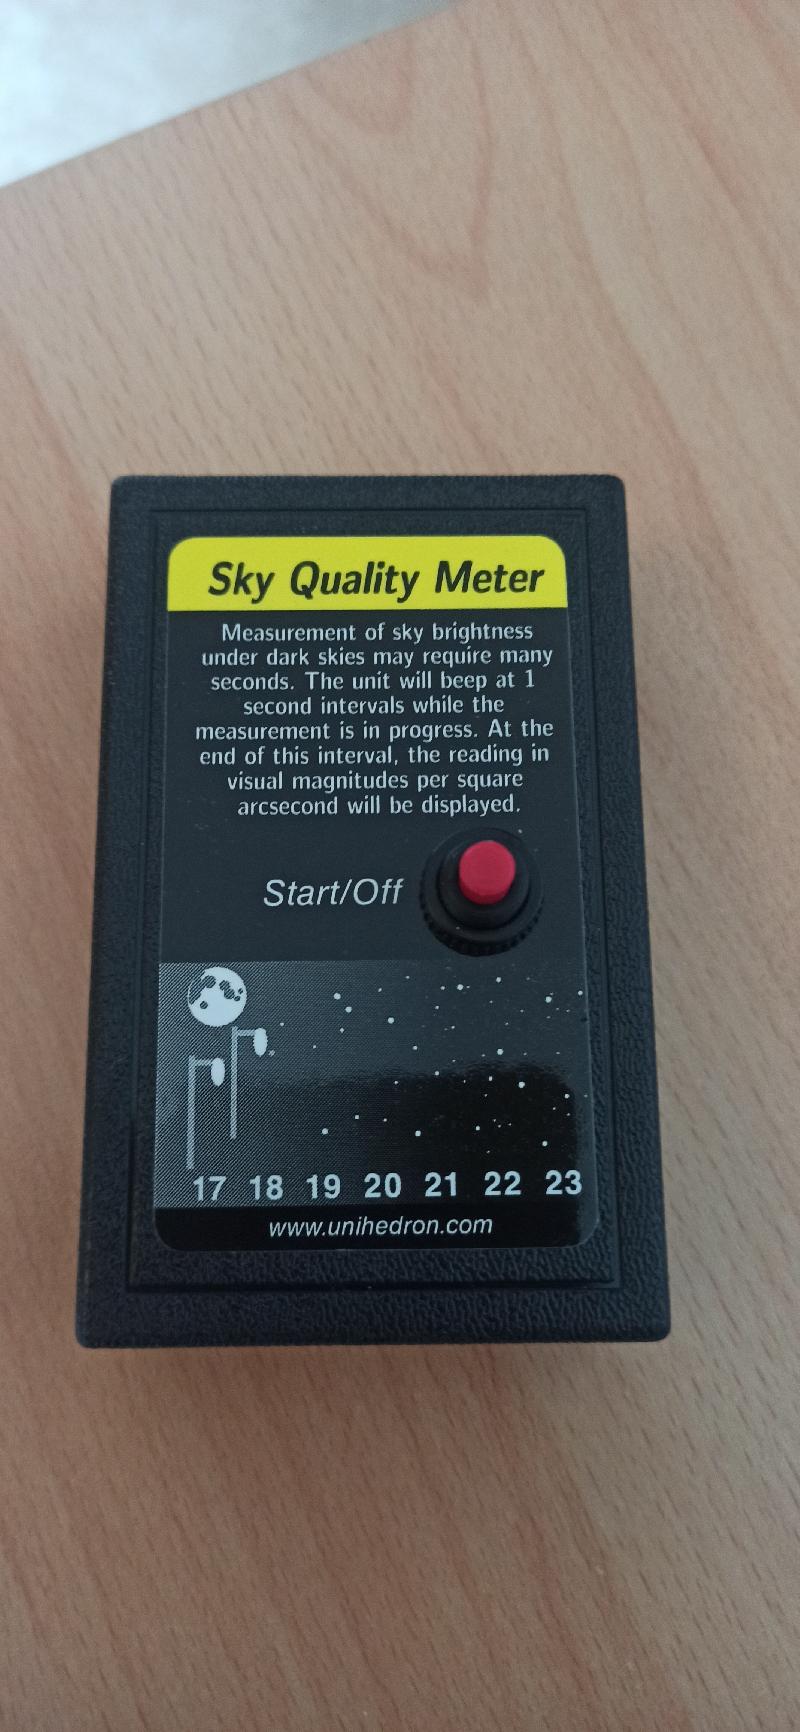 Sky Quality Meter
Measurement of sky brightness
under dark skies may require many
seconds. The unit will beep at 1
second intervals while the
measurement is in progress. At the
end of this interval, the reading in
visual magnitudes per square
arcsecond will be displayed.
Start/Off
17 18 19 20 21 22 23
www.unihedron.com